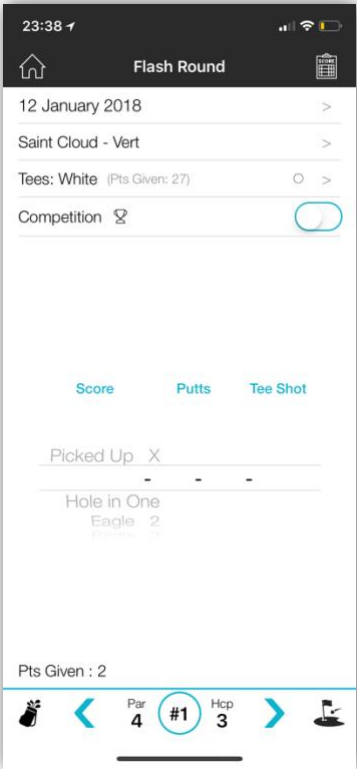 23:38
Flash Round
SCORE
12 January 2018 >
Saint Cloud - Vert >
Tees: White (Pts Given: 27) >
Competition
Score Putts Tee Shot
Picked Up X
- - -
Hole in One
Eagle 2
Pts Given : 2
Par 4 #1 Hcp 3